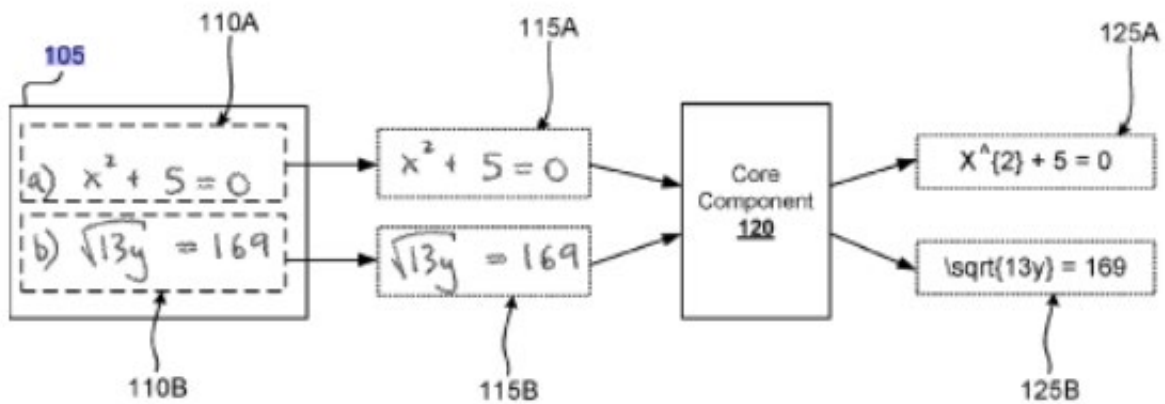 110A
115A
125A
105
a) x² + 5 = 0
x² + 5 = 0
X^{2} + 5 = 0
Core
Component
120
b) √13y = 169
√13y = 169
\sqrt{13y} = 169
110B
115B
125B